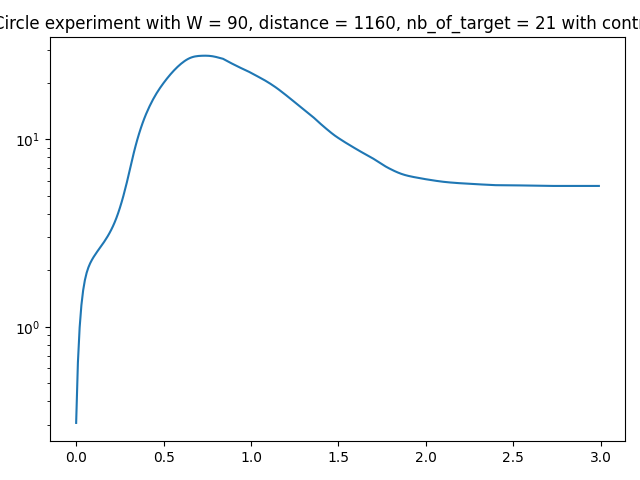 Circle experiment with W = 90, distance = 1160, nb_of_target = 21 with contr
10¹
10⁰
0.0 0.5 1.0 1.5 2.0 2.5 3.0